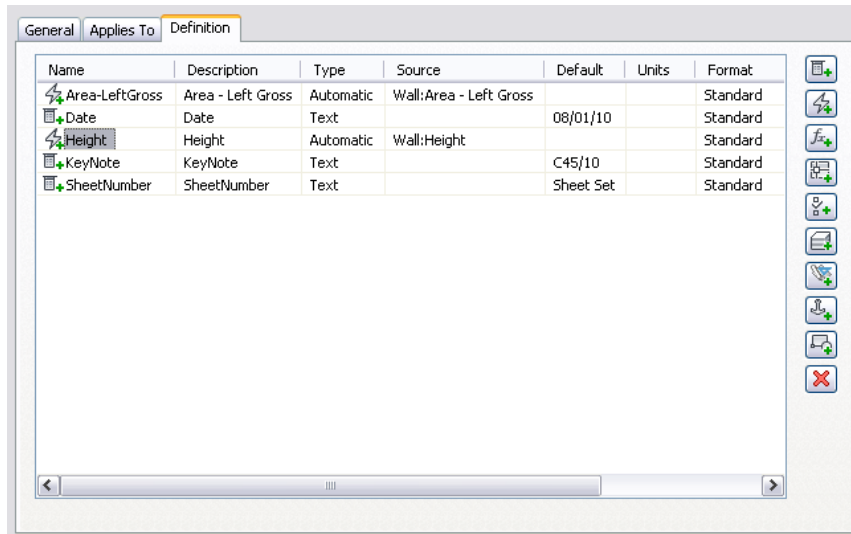 General Applies To Definition
Name Description Type Source Default Units Format
Area-LeftGross Area - Left Gross Automatic Wall:Area - Left Gross Standard
Date Date Text 08/01/10 Standard
Height Height Automatic Wall:Height Standard
KeyNote KeyNote Text C45/10 Standard
SheetNumber SheetNumber Text Sheet Set Standard